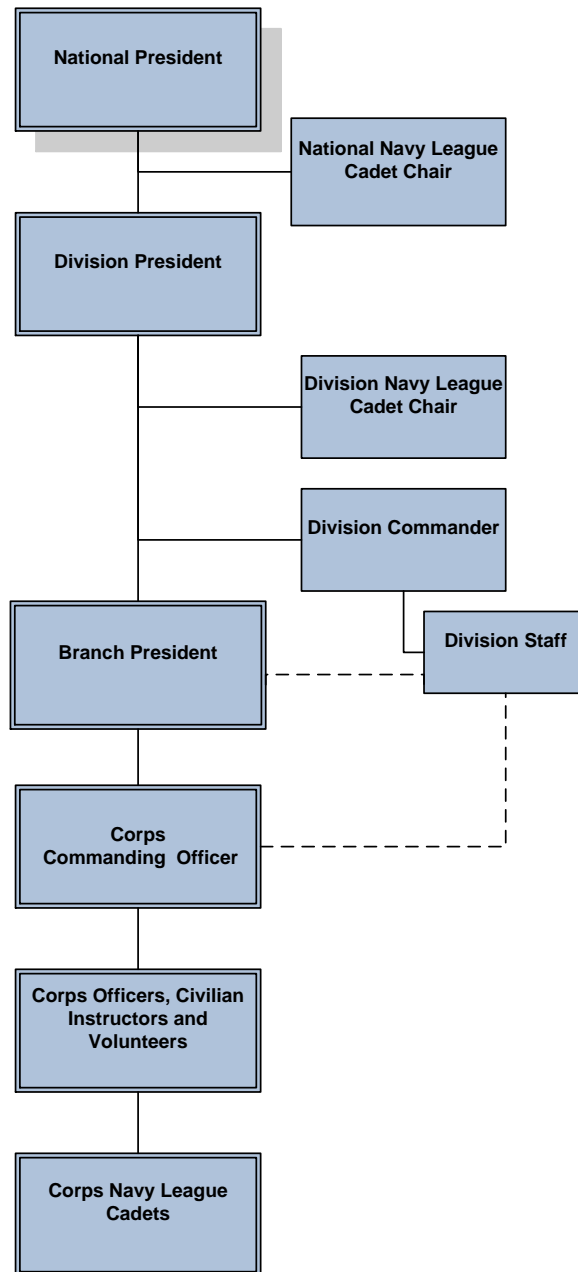 National President
National Navy League
Cadet Chair
Division President
Division Navy League
Cadet Chair
Division Commander
Division Staff
Branch President
Corps
Commanding  Officer
Corps Officers, Civilian
Instructors and
Volunteers
Corps Navy League
Cadets